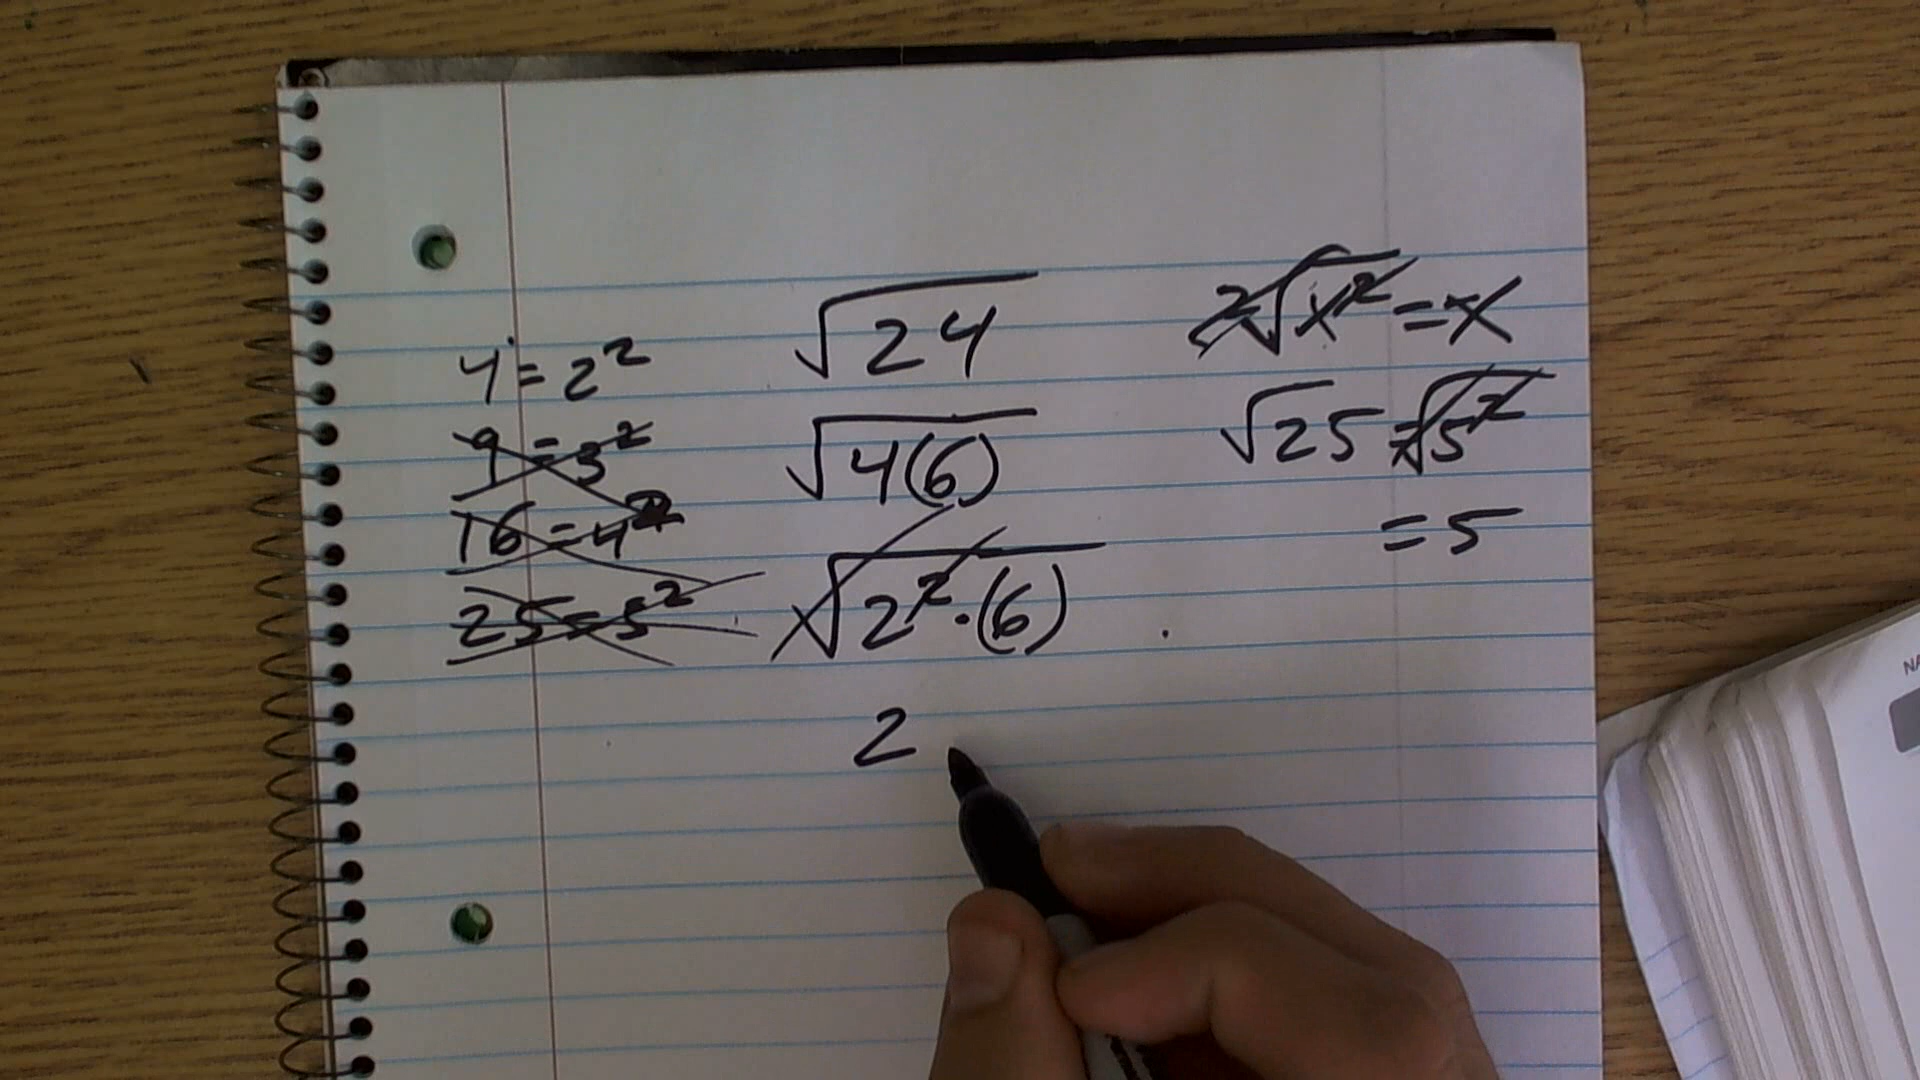 4 = 2²
9 = 3²
16 = 4²
25 = 5²
√24
√4(6)
√2²·(6)
2
²√x² = x
√25 = √5²
= 5
NA